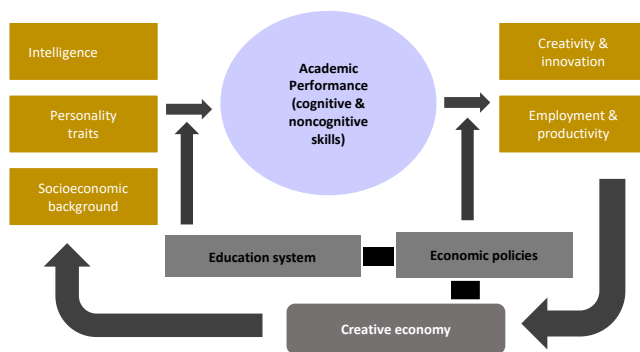 Intelligence
Personality
traits
Socioeconomic
background
Academic
Performance
(cognitive &
noncognitive
skills)
Creativity &
innovation
Employment &
productivity
Education system
Economic policies
Creative economy